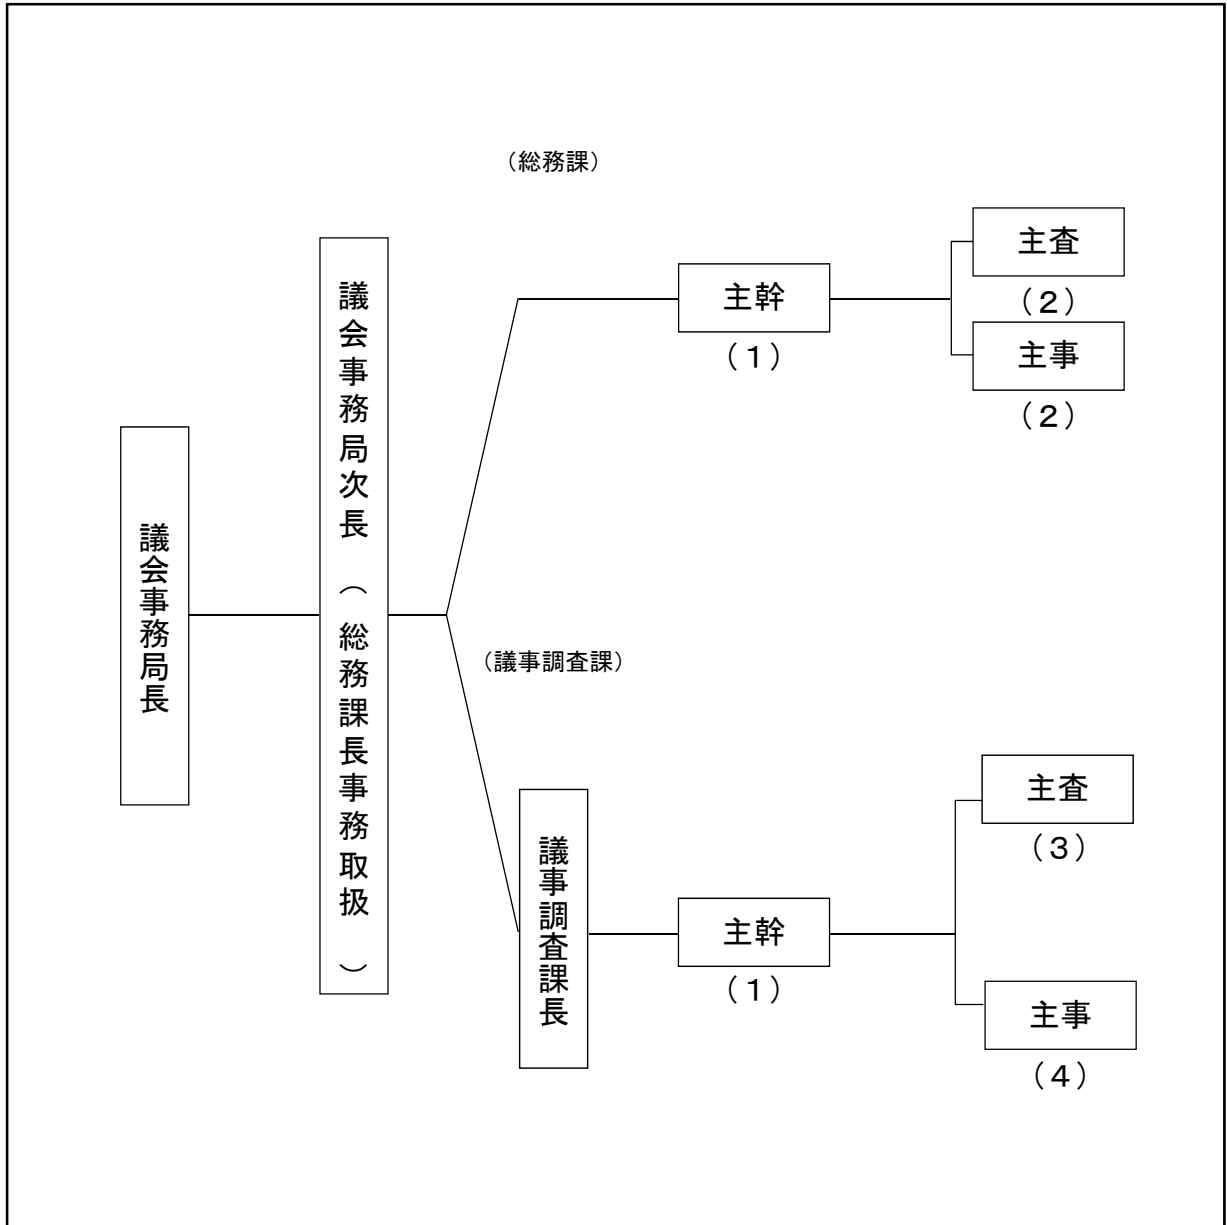 議会事務局長
議会事務局次長（総務課長事務取扱）
（総務課）
主幹
（１）
主査
（２）
主事
（２）
（議事調査課）
議事調査課長
主幹
（１）
主査
（３）
主事
（４）